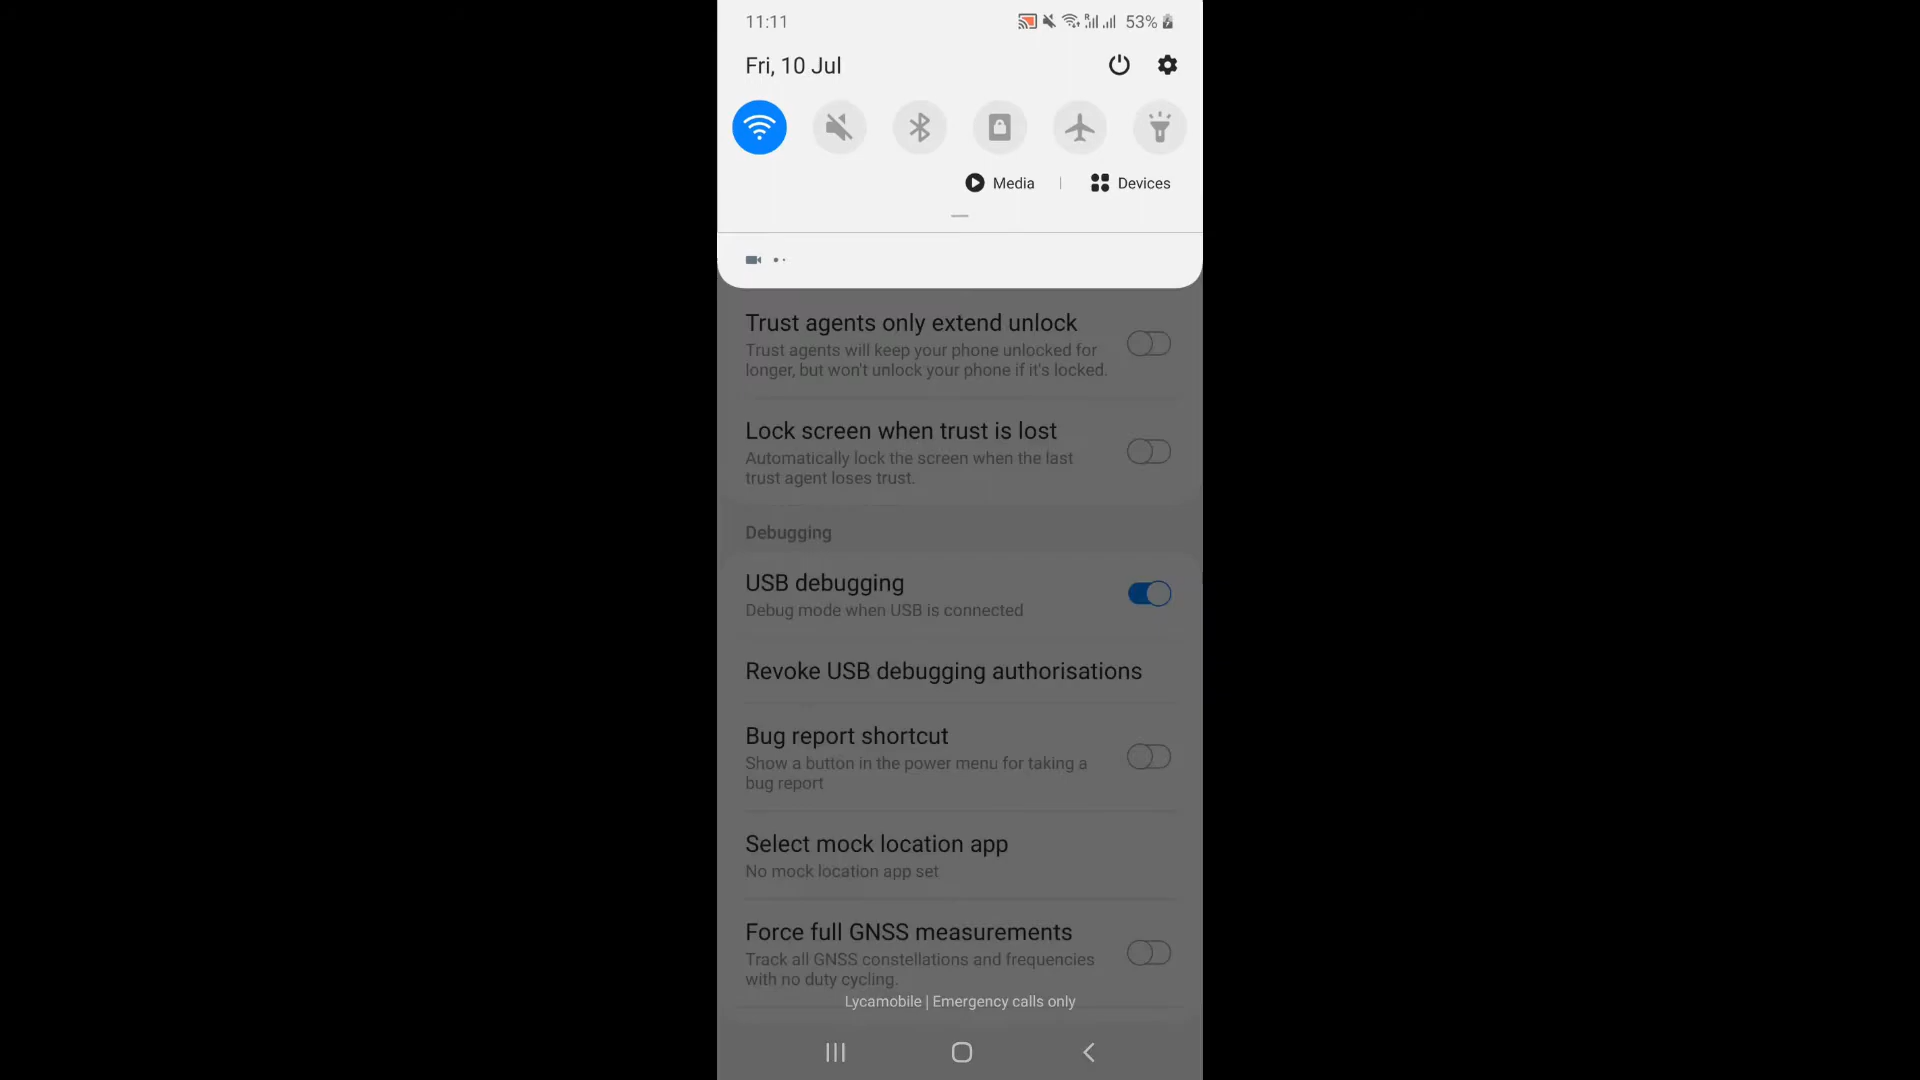 11:11
R
53%
Fri, 10 Jul
Media | Devices
Trust agents only extend unlock
Trust agents will keep your phone unlocked for
longer, but won't unlock your phone if it's locked.
Lock screen when trust is lost
Automatically lock the screen when the last
trust agent loses trust.
Debugging
USB debugging
Debug mode when USB is connected
Revoke USB debugging authorisations
Bug report shortcut
Show a button in the power menu for taking a
bug report
Select mock location app
No mock location app set
Force full GNSS measurements
Track all GNSS constellations and frequencies
with no duty cycling.
Lycamobile | Emergency calls only